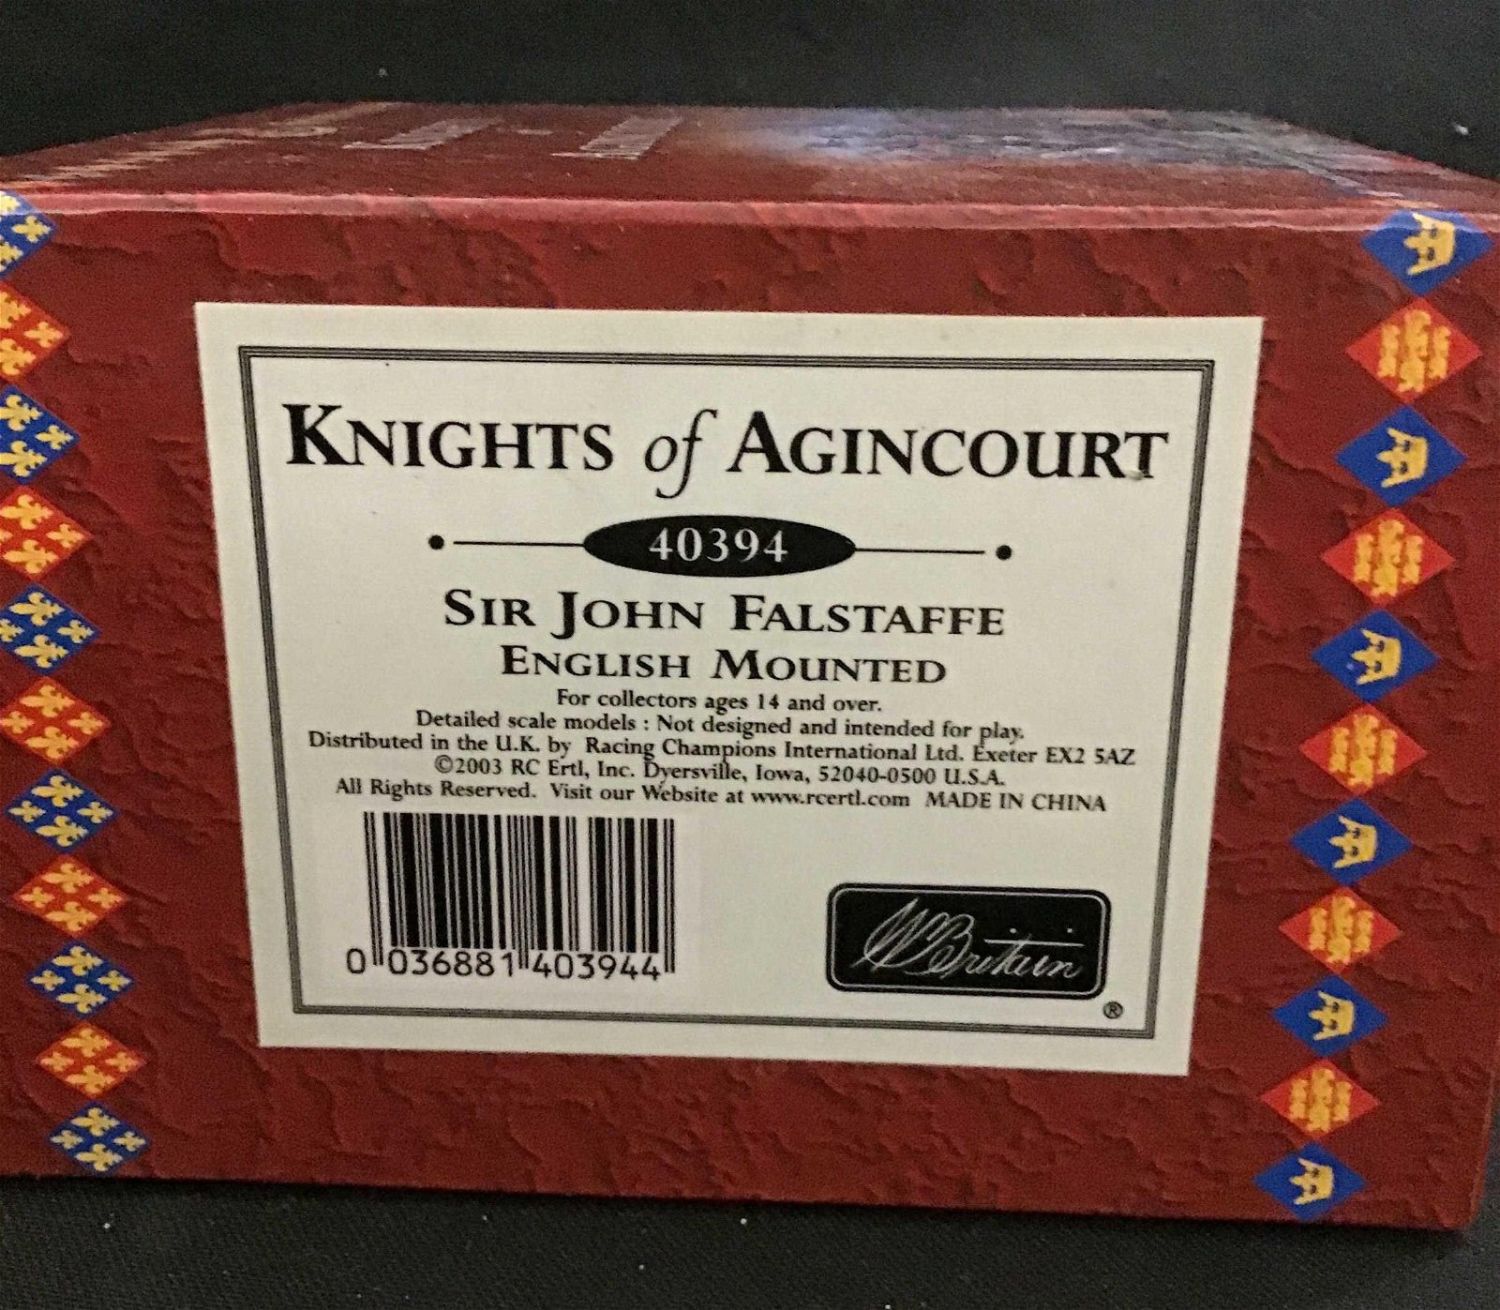 KNIGHTS of AGINCOURT
40394
SIR JOHN FALSTAFFE
ENGLISH MOUNTED
For collectors ages 14 and over.
Detailed scale models : Not designed and intended for play.
Distributed in the U.K. by Racing Champions International Ltd. Exeter EX2 5AZ
©2003 RC Ertl, Inc. Dyersville, Iowa, 52040-0500 U.S.A.
All Rights Reserved. Visit our Website at www.rcertl.com MADE IN CHINA
0 036881 403944
W Britain
®